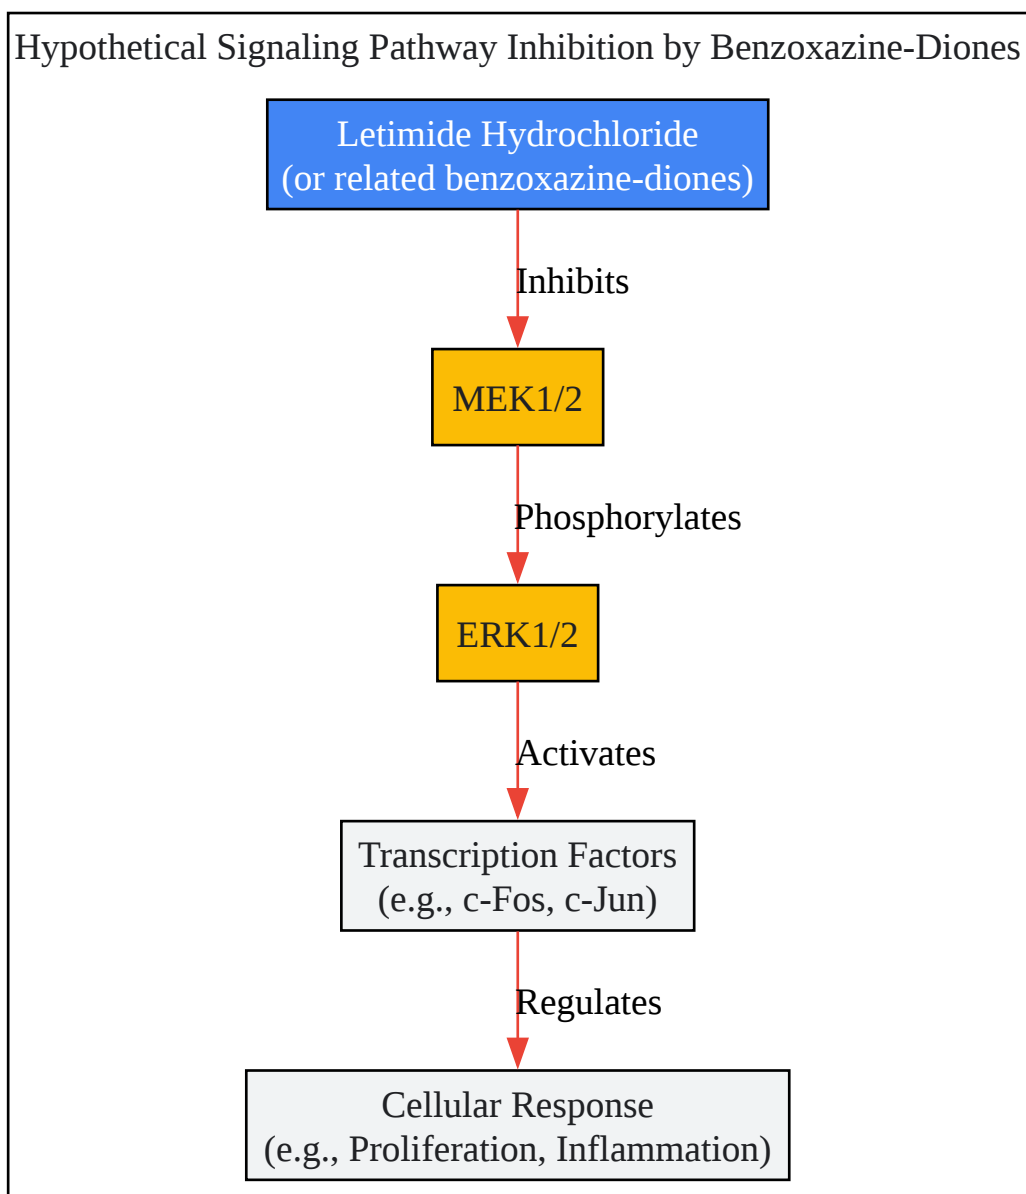 Hypothetical Signaling Pathway Inhibition by Benzoxazine-Diones
Letimide Hydrochloride
(or related benzoxazine-diones)
Inhibits
MEK1/2
Phosphorylates
ERK1/2
Activates
Transcription Factors
(e.g., c-Fos, c-Jun)
Regulates
Cellular Response
(e.g., Proliferation, Inflammation)